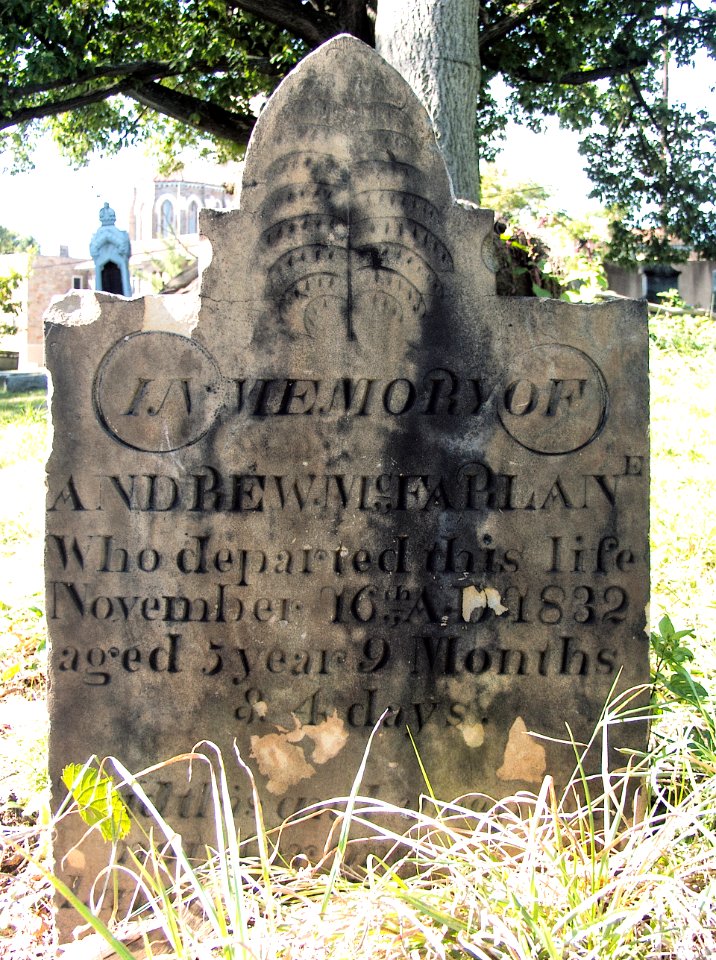 IN MEMORY OF
ANDREW McFARLANE
Who departed this life
November 16th A.D. 1832
aged 5 year 9 Months
& 4 days.
this